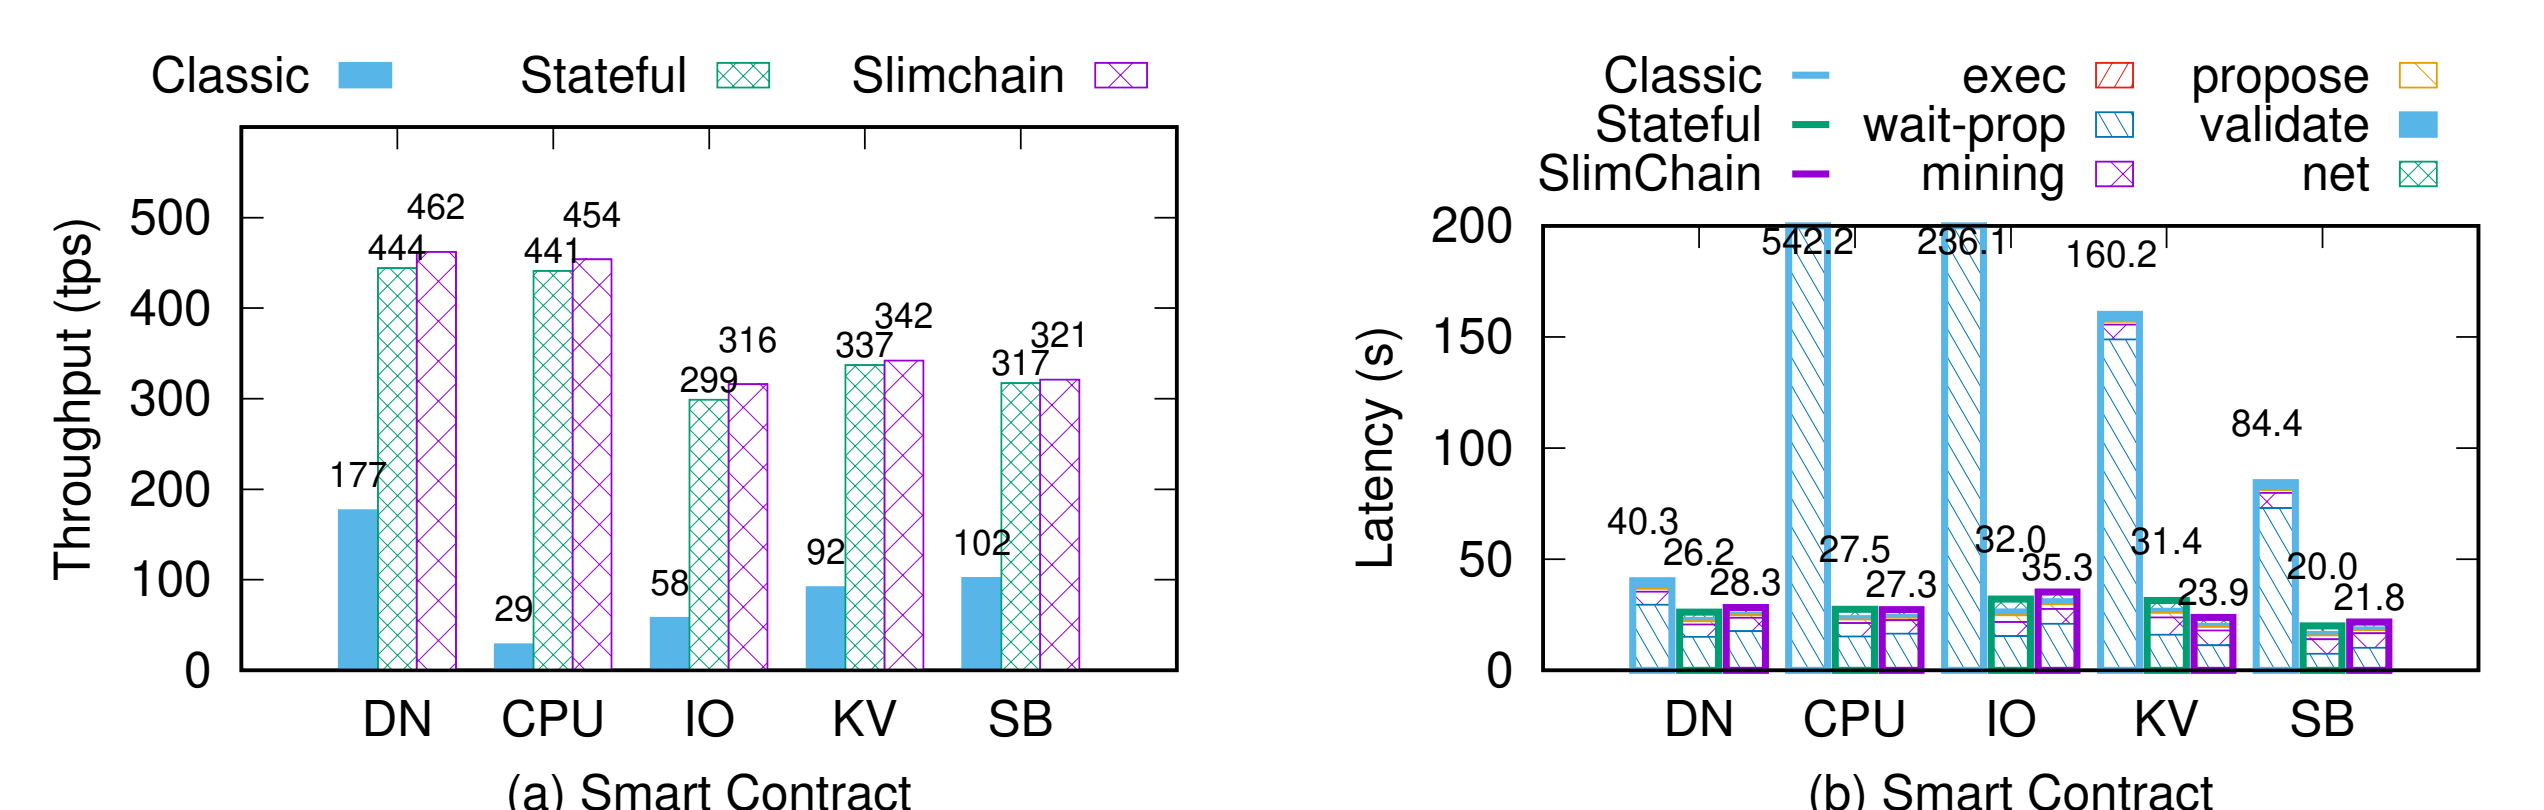 Classic Stateful Slimchain
Throughput (tps)
500
400
300
200
100
0
177 444 462
29 441 454
58 299 316
92 337 342
102 317 321
DN CPU IO KV SB
(a) Smart Contract
Classic exec propose
Stateful wait-prop validate
SlimChain mining net
Latency (s)
200
150
100
50
0
40.3 26.2 28.3
542.2 27.5 27.3
236.1 32.0 35.3
160.2 31.4 23.9
84.4 20.0 21.8
DN CPU IO KV SB
(b) Smart Contract